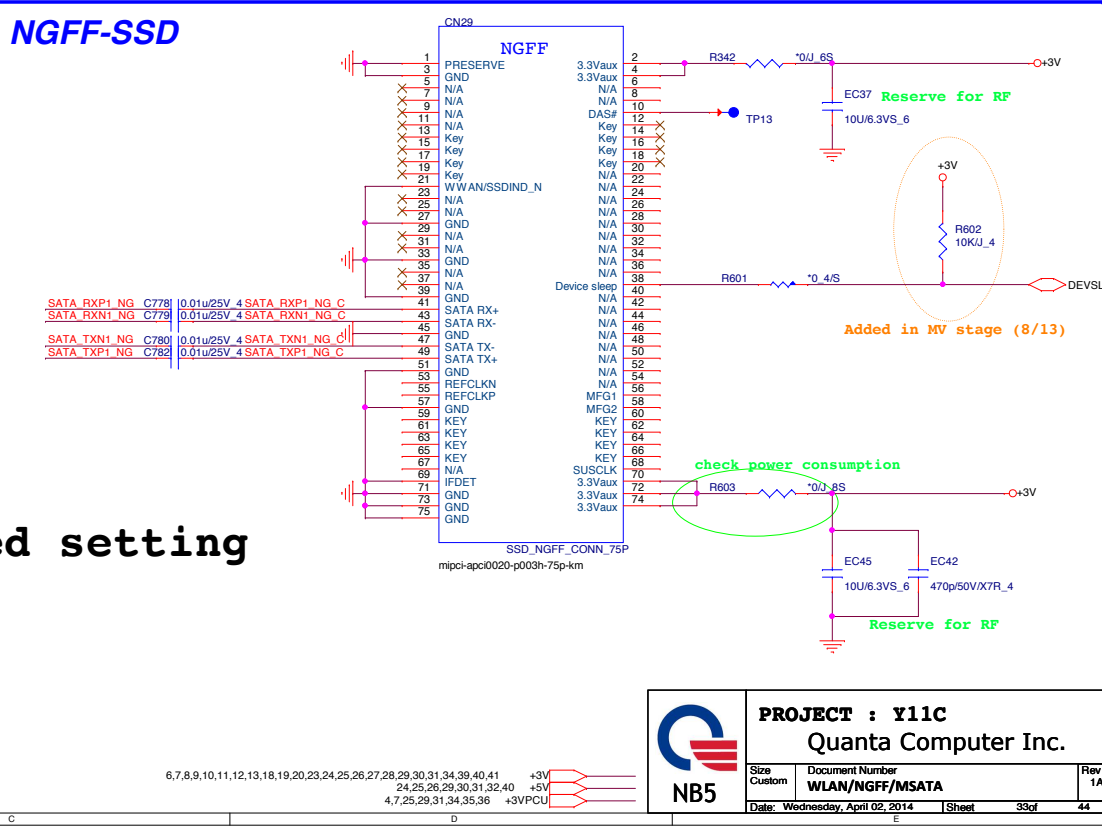 NGFF-SSD
CN29
NGFF
1 PRESERVE
3 GND
5 N/A
7 N/A
9 N/A
11 N/A
13 Key
15 Key
17 Key
19 Key
21 WWAN/SSDIND_N
23 N/A
25 N/A
27 GND
29 N/A
31 N/A
33 GND
35 N/A
37 N/A
39 GND
41 SATA RX+
43 SATA RX-
45 GND
47 SATA TX-
49 SATA TX+
51 GND
53 REFCLKN
55 REFCLKP
57 GND
59 KEY
61 KEY
63 KEY
65 KEY
67 N/A
69 IFDET
71 GND
73 GND
75 GND
3.3Vaux 2
3.3Vaux 4
N/A 6
N/A 8
DAS# 10
Key 12
Key 14
Key 16
Key 18
N/A 20
N/A 22
N/A 24
N/A 26
N/A 28
N/A 30
N/A 32
N/A 34
N/A 36
Device sleep 38
N/A 40
N/A 42
N/A 44
N/A 46
N/A 48
N/A 50
N/A 52
N/A 54
MFG1 56
MFG2 58
KEY 60
KEY 62
KEY 64
KEY 66
SUSCLK 68
3.3Vaux 70
3.3Vaux 72
3.3Vaux 74
SSD_NGFF_CONN_75P
mipci-apci0020-p003h-75p-km
SATA_RXP1_NG C778 0.01u/25V_4 SATA_RXP1_NG_C
SATA_RXN1_NG C779 0.01u/25V_4 SATA_RXN1_NG_C
SATA_TXN1_NG C780 0.01u/25V_4 SATA_TXN1_NG_C
SATA_TXP1_NG C782 0.01u/25V_4 SATA_TXP1_NG_C
R342 *0/J_6S +3V
EC37 Reserve for RF
10U/6.3VS_6
TP13
+3V
R602
10K/J_4
R601 *0_4/S DEVSL
Added in MV stage (8/13)
check power consumption
R603 *0/J_8S +3V
EC45 EC42
10U/6.3VS_6 470p/50V/X7R_4
Reserve for RF
ed setting
6,7,8,9,10,11,12,13,18,19,20,23,24,25,26,27,28,29,30,31,34,39,40,41 +3V
24,25,26,29,30,31,32,40 +5V
4,7,25,29,31,34,35,36 +3VPCU
NB5
PROJECT : Y11C
Quanta Computer Inc.
Size Document Number Rev
Custom WLAN/NGFF/MSATA 1A
Date: Wednesday, April 02, 2014 Sheet 33of 44
C D E